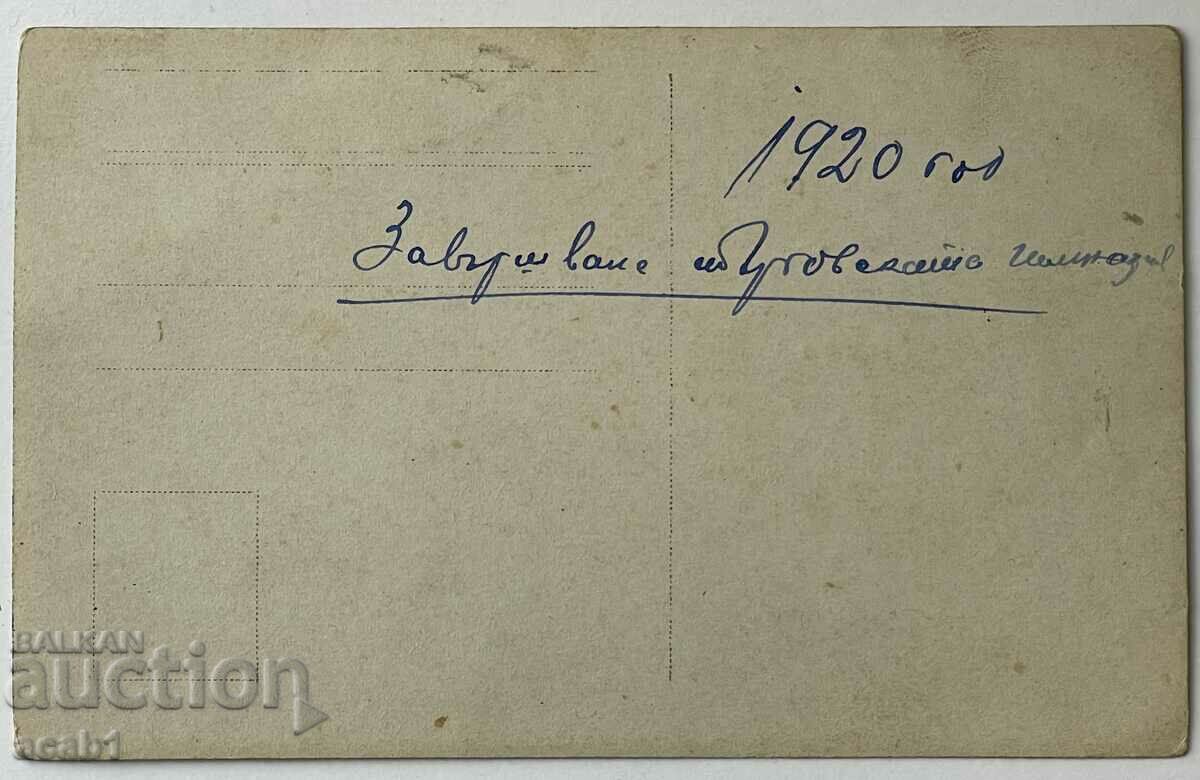 1920 год
Завършване търговската гимназия
BALKAN
auction
acab1